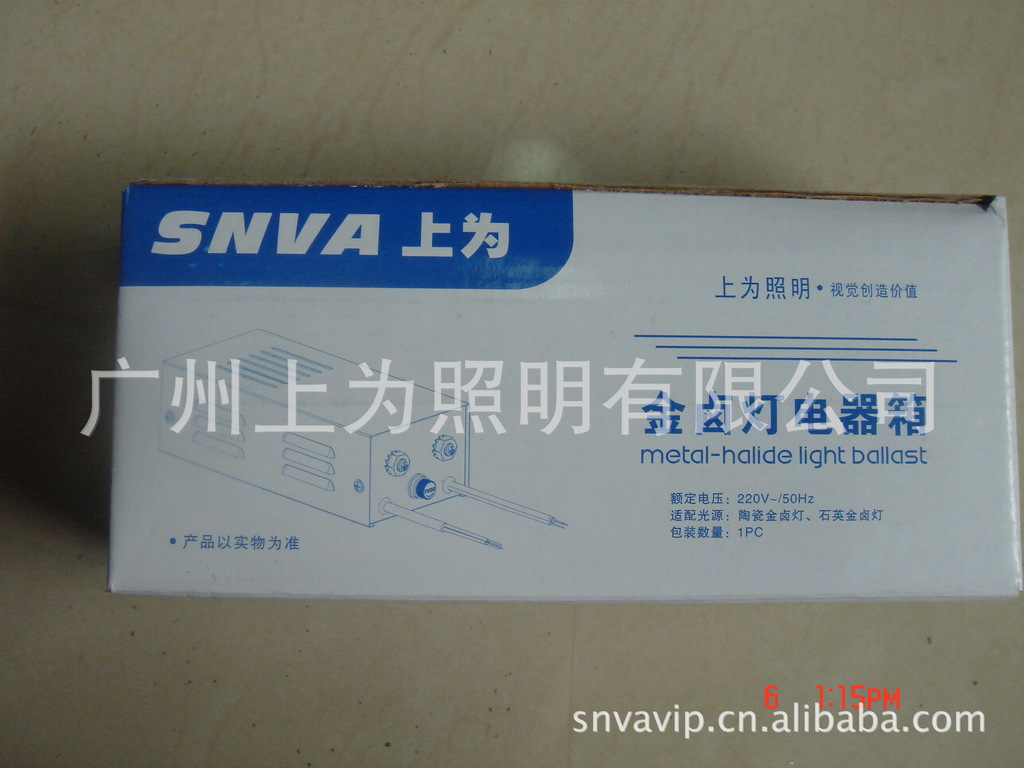 SNVA 上为
上为照明·视觉创造价值
广州上为照明有限公司
金卤灯电器箱
metal-halide light ballast
额定电压：220V~/50Hz
适配光源：陶瓷金卤灯、石英金卤灯
包装数量：1PC
•产品以实物为准
6 1:15PM
snvavip.cn.alibaba.com